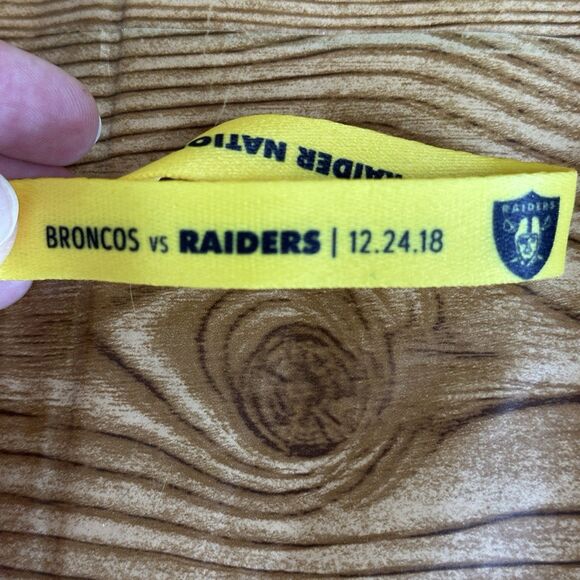 RAIDER NATIO
BRONCOS vs RAIDERS | 12.24.18
RAIDERS